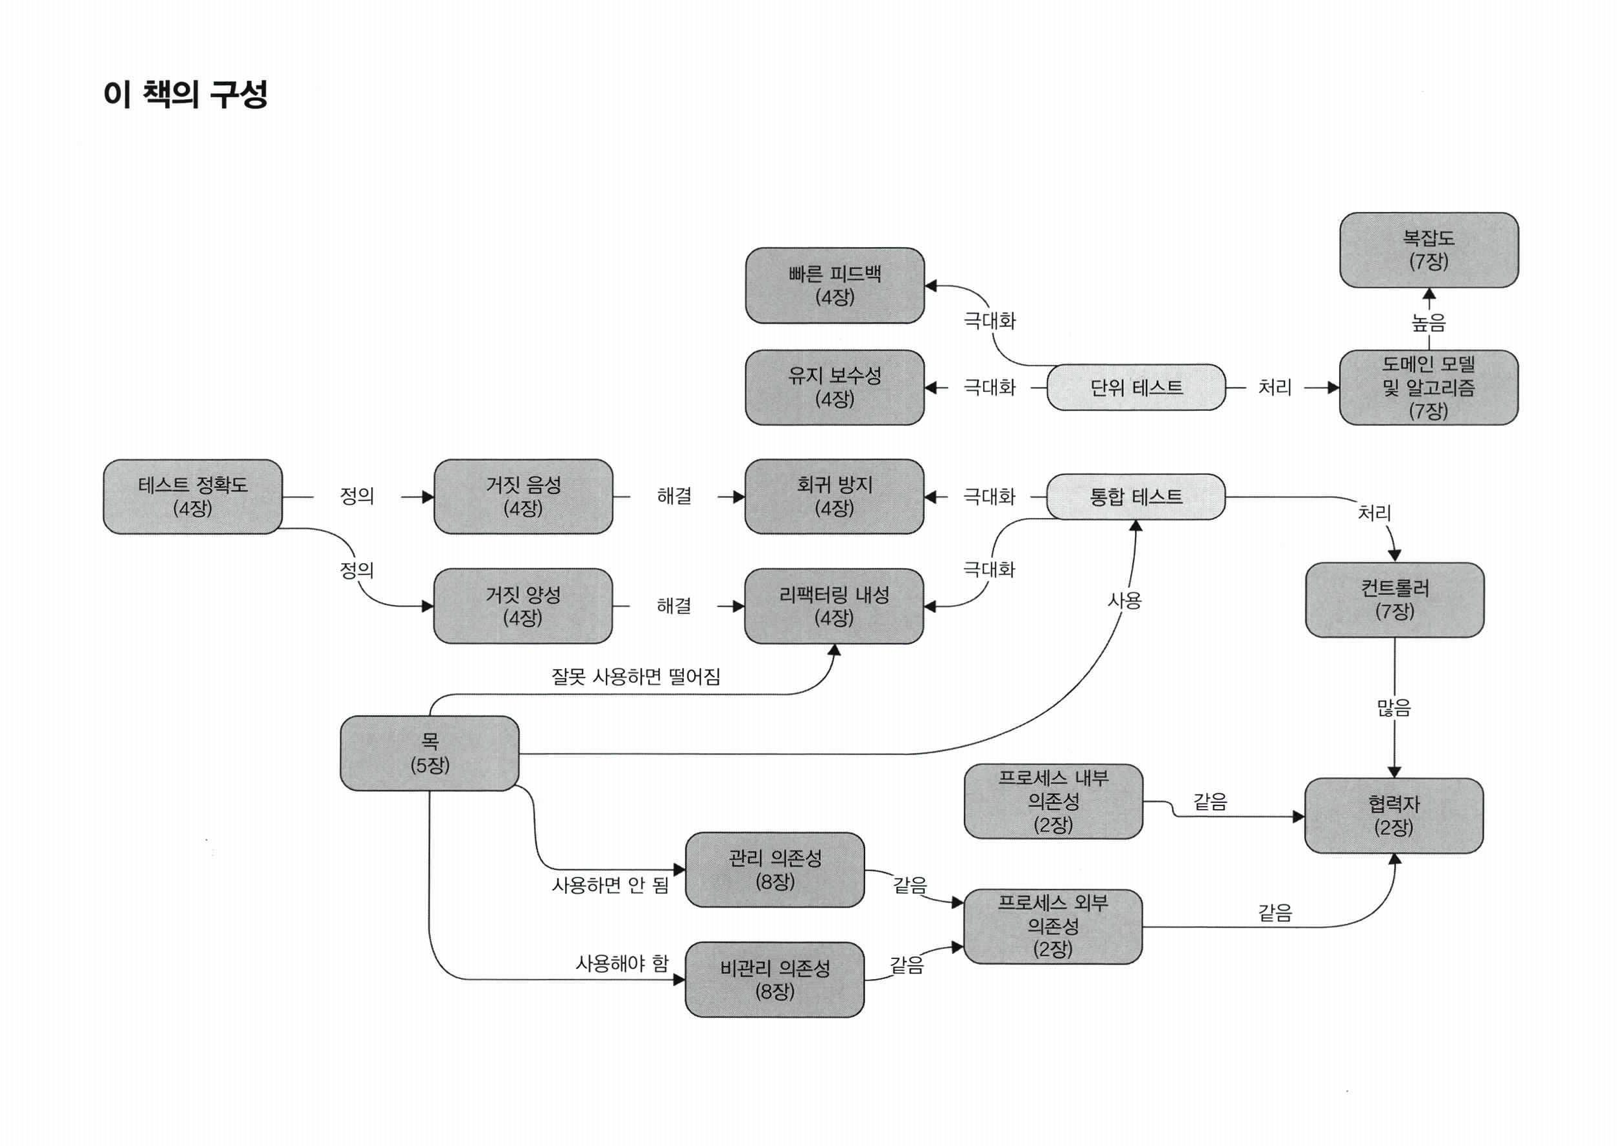 이 책의 구성
복잡도
(7장)
높음
빠른 피드백
(4장)
극대화
유지 보수성
(4장)
극대화
단위 테스트
처리
도메인 모델
및 알고리즘
(7장)
테스트 정확도
(4장)
정의
거짓 음성
(4장)
해결
회귀 방지
(4장)
극대화
통합 테스트
처리
정의
거짓 양성
(4장)
해결
리팩터링 내성
(4장)
극대화
사용
컨트롤러
(7장)
잘못 사용하면 떨어짐
많음
목
(5장)
프로세스 내부
의존성
(2장)
같음
협력자
(2장)
사용하면 안 됨
관리 의존성
(8장)
같음
프로세스 외부
의존성
(2장)
같음
사용해야 함
비관리 의존성
(8장)
같음